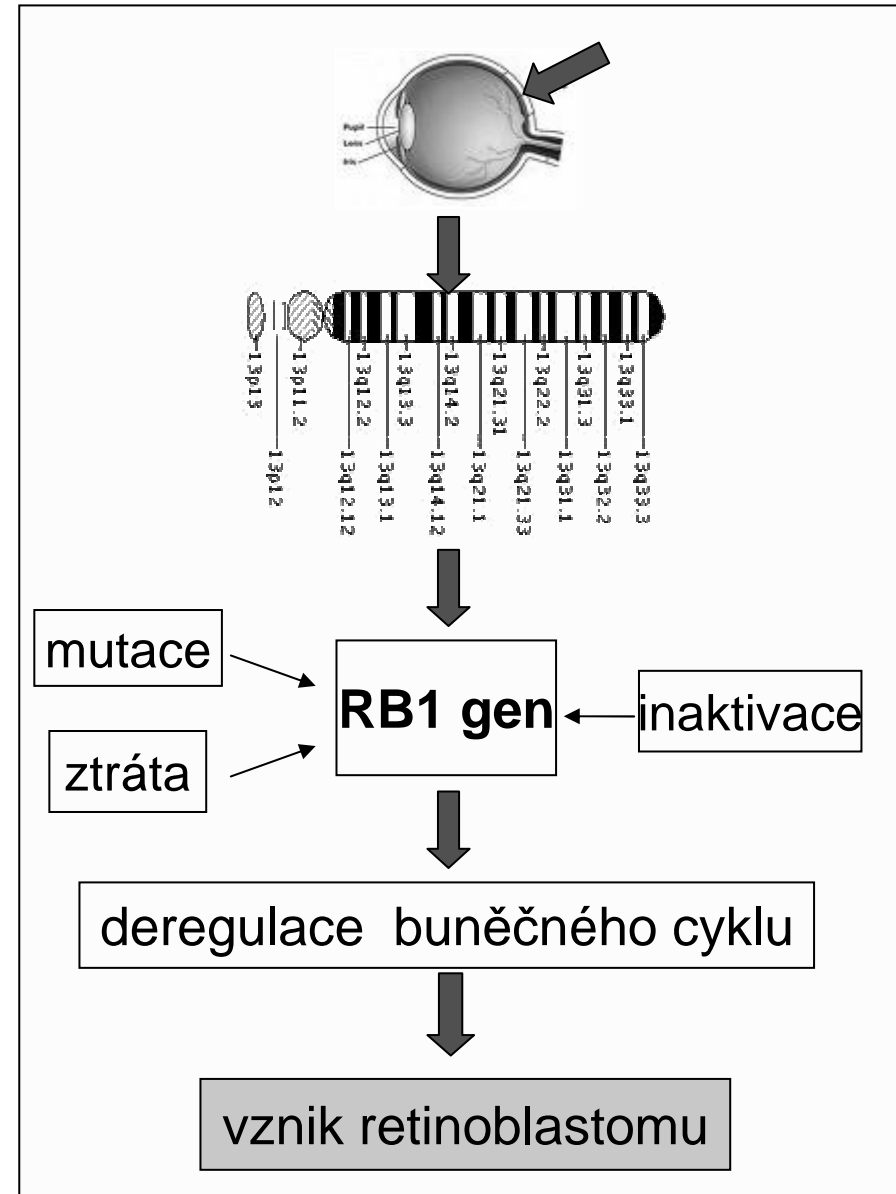 Pupil
Lens
Iris
13p13
13p12
13p11.2
13q12.12
13q12.2
13q13.1
13q13.3
13q14.12
13q14.2
13q21.1
13q21.31
13q21.33
13q22.2
13q31.1
13q31.3
13q32.2
13q33.1
13q33.3
mutace
RB1 gen
inaktivace
ztráta
deregulace buněčného cyklu
vznik retinoblastomu